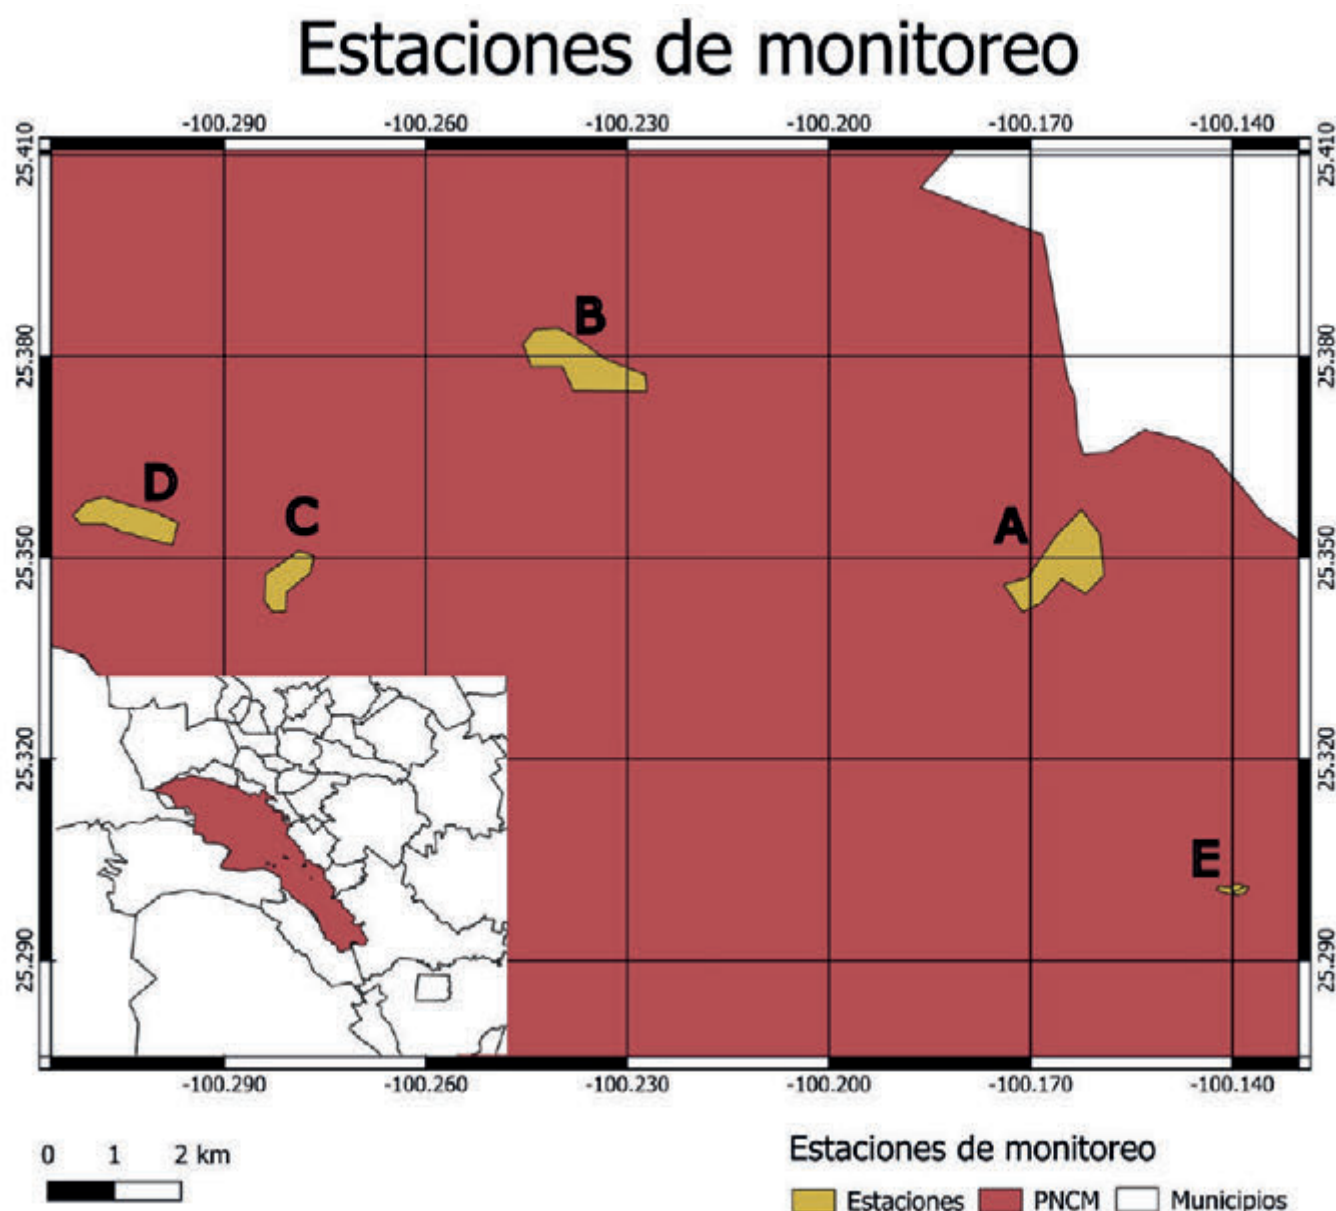 Estaciones de monitoreo
-100.290 -100.260 -100.230 -100.200 -100.170 -100.140
25.410 25.410
B
25.380 25.380
D
C
A
25.350 25.350
25.320 25.320
E
25.290 25.290
-100.290 -100.260 -100.230 -100.200 -100.170 -100.140
0 1 2 km
Estaciones de monitoreo
Estaciones PNCM Municipios